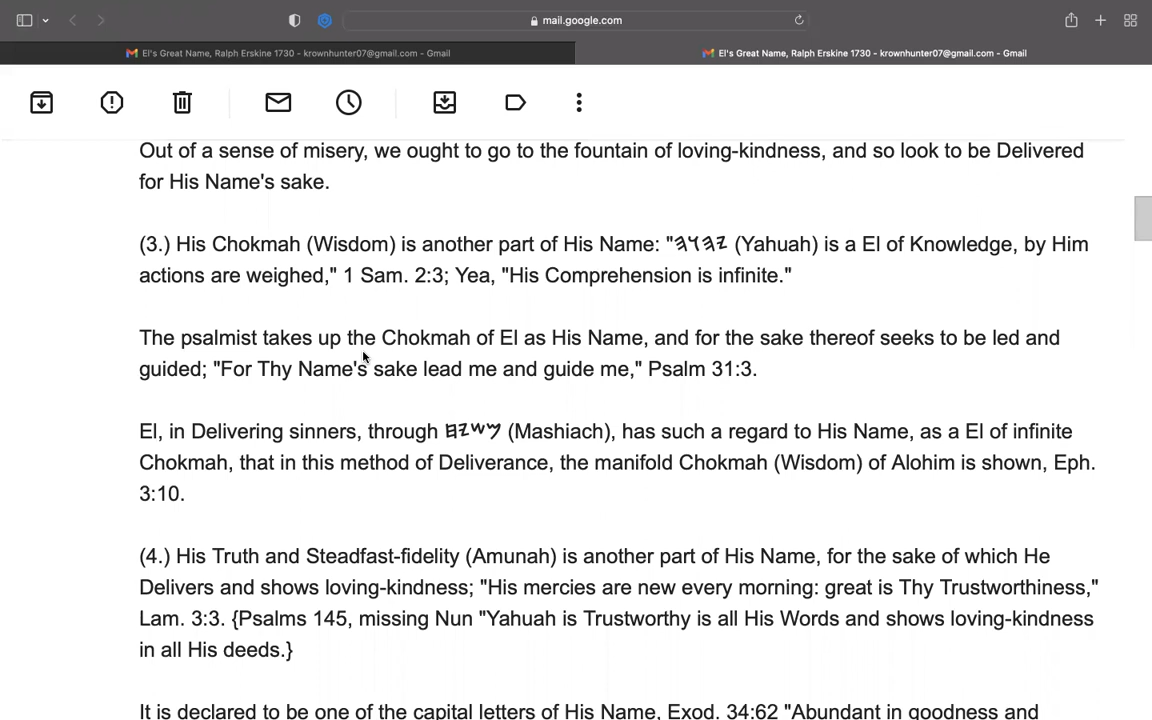 mail.google.com
El's Great Name, Ralph Erskine 1730 - krownhunter07@gmail.com - Gmail
El's Great Name, Ralph Erskine 1730 - krownhunter07@gmail.com - Gmail
Out of a sense of misery, we ought to go to the fountain of loving-kindness, and so look to be Delivered
for His Name's sake.
(3.) His Chokmah (Wisdom) is another part of His Name: "𐤉𐤄𐤅𐤄 (Yahuah) is a El of Knowledge, by Him
actions are weighed," 1 Sam. 2:3; Yea, "His Comprehension is infinite."
The psalmist takes up the Chokmah of El as His Name, and for the sake thereof seeks to be led and
guided; "For Thy Name's sake lead me and guide me," Psalm 31:3.
El, in Delivering sinners, through 𐤌𐤔𐤉𐤇 (Mashiach), has such a regard to His Name, as a El of infinite
Chokmah, that in this method of Deliverance, the manifold Chokmah (Wisdom) of Alohim is shown, Eph.
3:10.
(4.) His Truth and Steadfast-fidelity (Amunah) is another part of His Name, for the sake of which He
Delivers and shows loving-kindness; "His mercies are new every morning: great is Thy Trustworthiness,"
Lam. 3:3. {Psalms 145, missing Nun "Yahuah is Trustworthy is all His Words and shows loving-kindness
in all His deeds.}
It is declared to be one of the capital letters of His Name, Exod. 34:62 "Abundant in goodness and